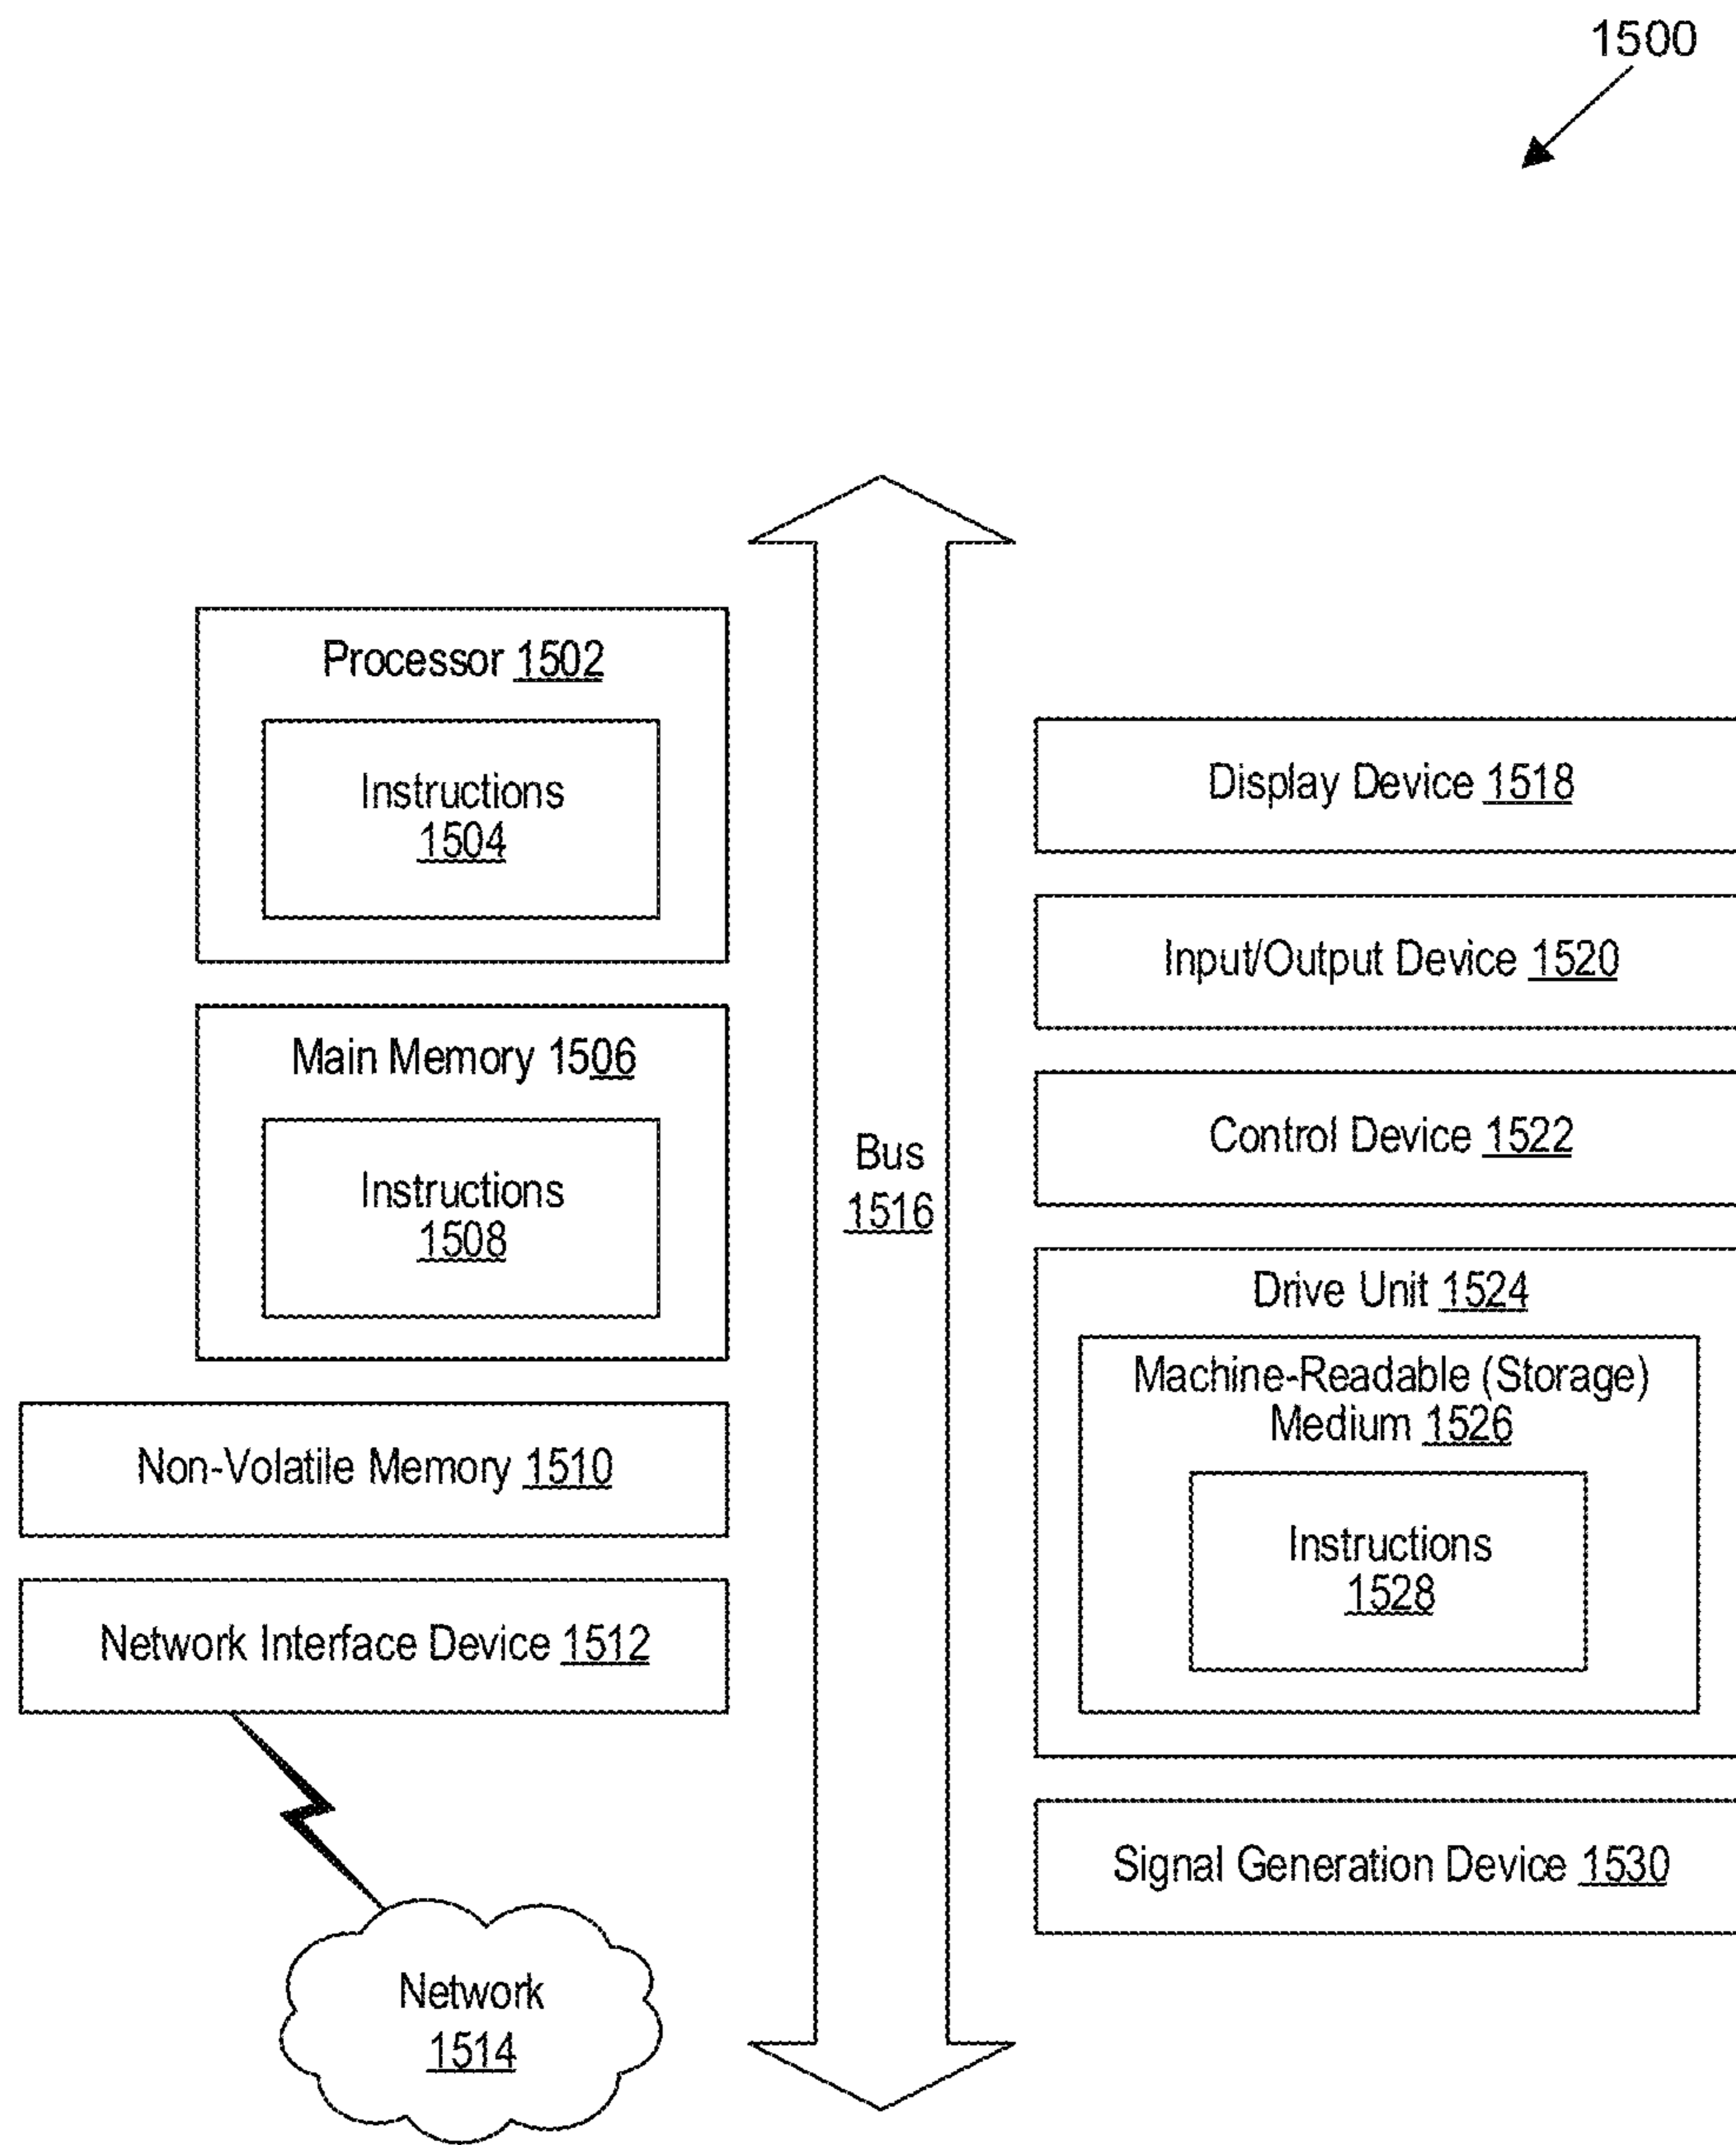 1500
Processor 1502
Instructions
1504
Main Memory 1506
Instructions
1508
Non-Volatile Memory 1510
Network Interface Device 1512
Network
1514
Bus
1516
Display Device 1518
Input/Output Device 1520
Control Device 1522
Drive Unit 1524
Machine-Readable (Storage)
Medium 1526
Instructions
1528
Signal Generation Device 1530